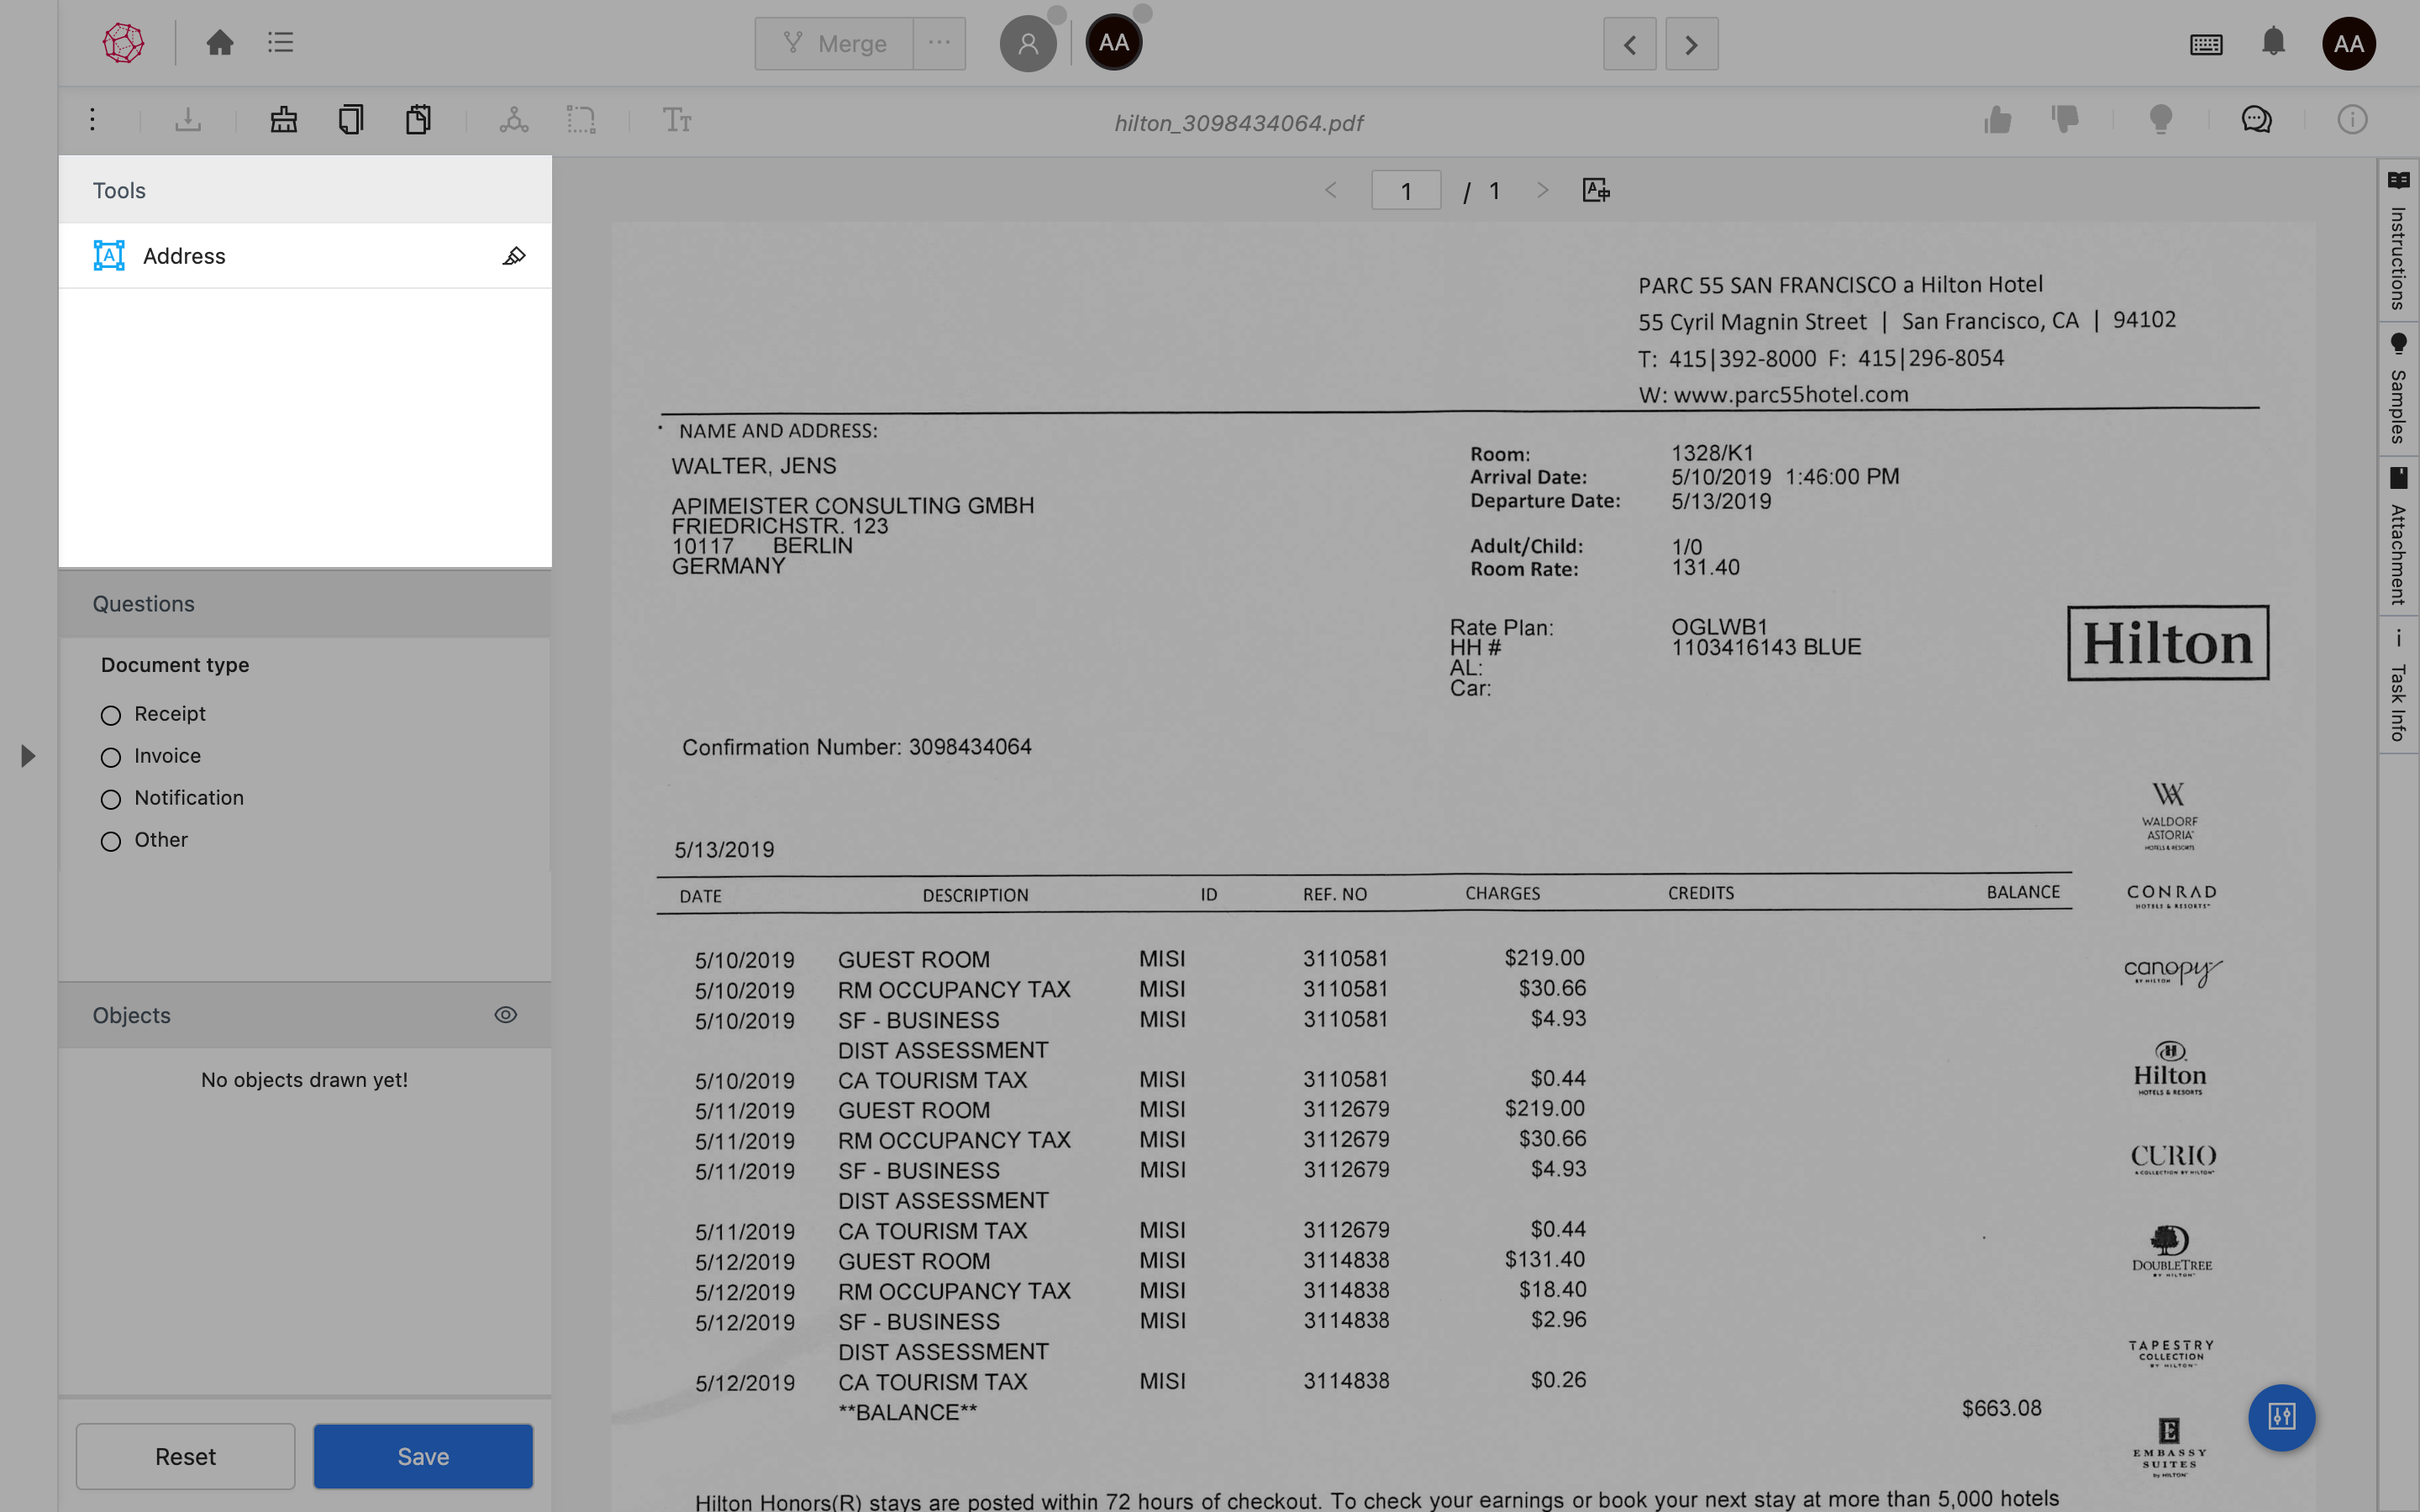 Merge
AA
AA
hilton_3098434064.pdf
Tools
Address
Questions
Document type
Receipt
Invoice
Notification
Other
Objects
No objects drawn yet!
Reset
Save
1 / 1
PARC 55 SAN FRANCISCO a Hilton Hotel
55 Cyril Magnin Street | San Francisco, CA | 94102
T: 415|392-8000 F: 415|296-8054
W: www.parc55hotel.com
NAME AND ADDRESS:
WALTER, JENS
APIMEISTER CONSULTING GMBH
FRIEDRICHSTR. 123
10117 BERLIN
GERMANY
Room: 1328/K1
Arrival Date: 5/10/2019 1:46:00 PM
Departure Date: 5/13/2019
Adult/Child: 1/0
Room Rate: 131.40
Rate Plan: OGLWB1
HH # 1103416143 BLUE
AL:
Car:
Hilton
Confirmation Number: 3098434064
5/13/2019
DATE DESCRIPTION ID REF. NO CHARGES CREDITS BALANCE
5/10/2019 GUEST ROOM MISI 3110581 $219.00
5/10/2019 RM OCCUPANCY TAX MISI 3110581 $30.66
5/10/2019 SF - BUSINESS MISI 3110581 $4.93
DIST ASSESSMENT
5/10/2019 CA TOURISM TAX MISI 3110581 $0.44
5/11/2019 GUEST ROOM MISI 3112679 $219.00
5/11/2019 RM OCCUPANCY TAX MISI 3112679 $30.66
5/11/2019 SF - BUSINESS MISI 3112679 $4.93
DIST ASSESSMENT
5/11/2019 CA TOURISM TAX MISI 3112679 $0.44
5/12/2019 GUEST ROOM MISI 3114838 $131.40
5/12/2019 RM OCCUPANCY TAX MISI 3114838 $18.40
5/12/2019 SF - BUSINESS MISI 3114838 $2.96
DIST ASSESSMENT
5/12/2019 CA TOURISM TAX MISI 3114838 $0.26
**BALANCE** $663.08
Hilton Honors(R) stays are posted within 72 hours of checkout. To check your earnings or book your next stay at more than 5,000 hotels
WALDORF
ASTORIA
HOTELS & RESORTS
CONRAD
HOTELS & RESORTS
canopy
BY HILTON
Hilton
HOTELS & RESORTS
CURIO
A COLLECTION BY HILTON
DOUBLETREE
BY HILTON
TAPESTRY
COLLECTION
BY HILTON
EMBASSY
SUITES
by HILTON
Instructions
Samples
Attachment
Task Info